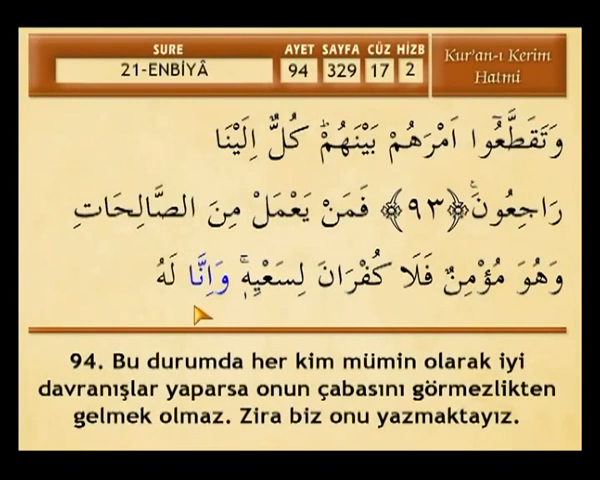 SURE AYET SAYFA CÜZ HİZB
21-ENBİYÂ 94 329 17 2
Kur'an-ı Kerim
Hatmi
وَتَقَطَّعُٓوا اَمْرَهُمْ بَيْنَهُمْۜ كُلٌّ اِلَيْنَا
رَاجِعُونَ۟ ﴿٩٣﴾ فَمَنْ يَعْمَلْ مِنَ الصَّالِحَاتِ
وَهُوَ مُؤْمِنٌ فَلَا كُفْرَانَ لِسَعْيِه۪ۚ وَاِنَّا لَهُ
94. Bu durumda her kim mümin olarak iyi
davranışlar yaparsa onun çabasını görmezlikten
gelmek olmaz. Zira biz onu yazmaktayız.